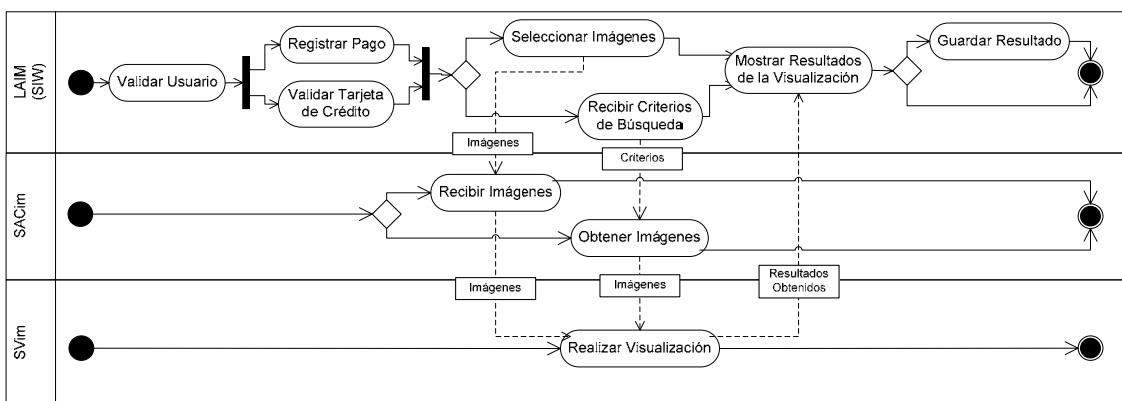 LAIM
(SIW)
Validar Usuario
Registrar Pago
Validar Tarjeta
de Crédito
Seleccionar Imágenes
Recibir Criterios
de Búsqueda
Mostrar Resultados
de la Visualización
Guardar Resultado
Imágenes
Criterios
SACim
Recibir Imágenes
Obtener Imágenes
Imágenes
Imágenes
Resultados
Obtenidos
SVim
Realizar Visualización